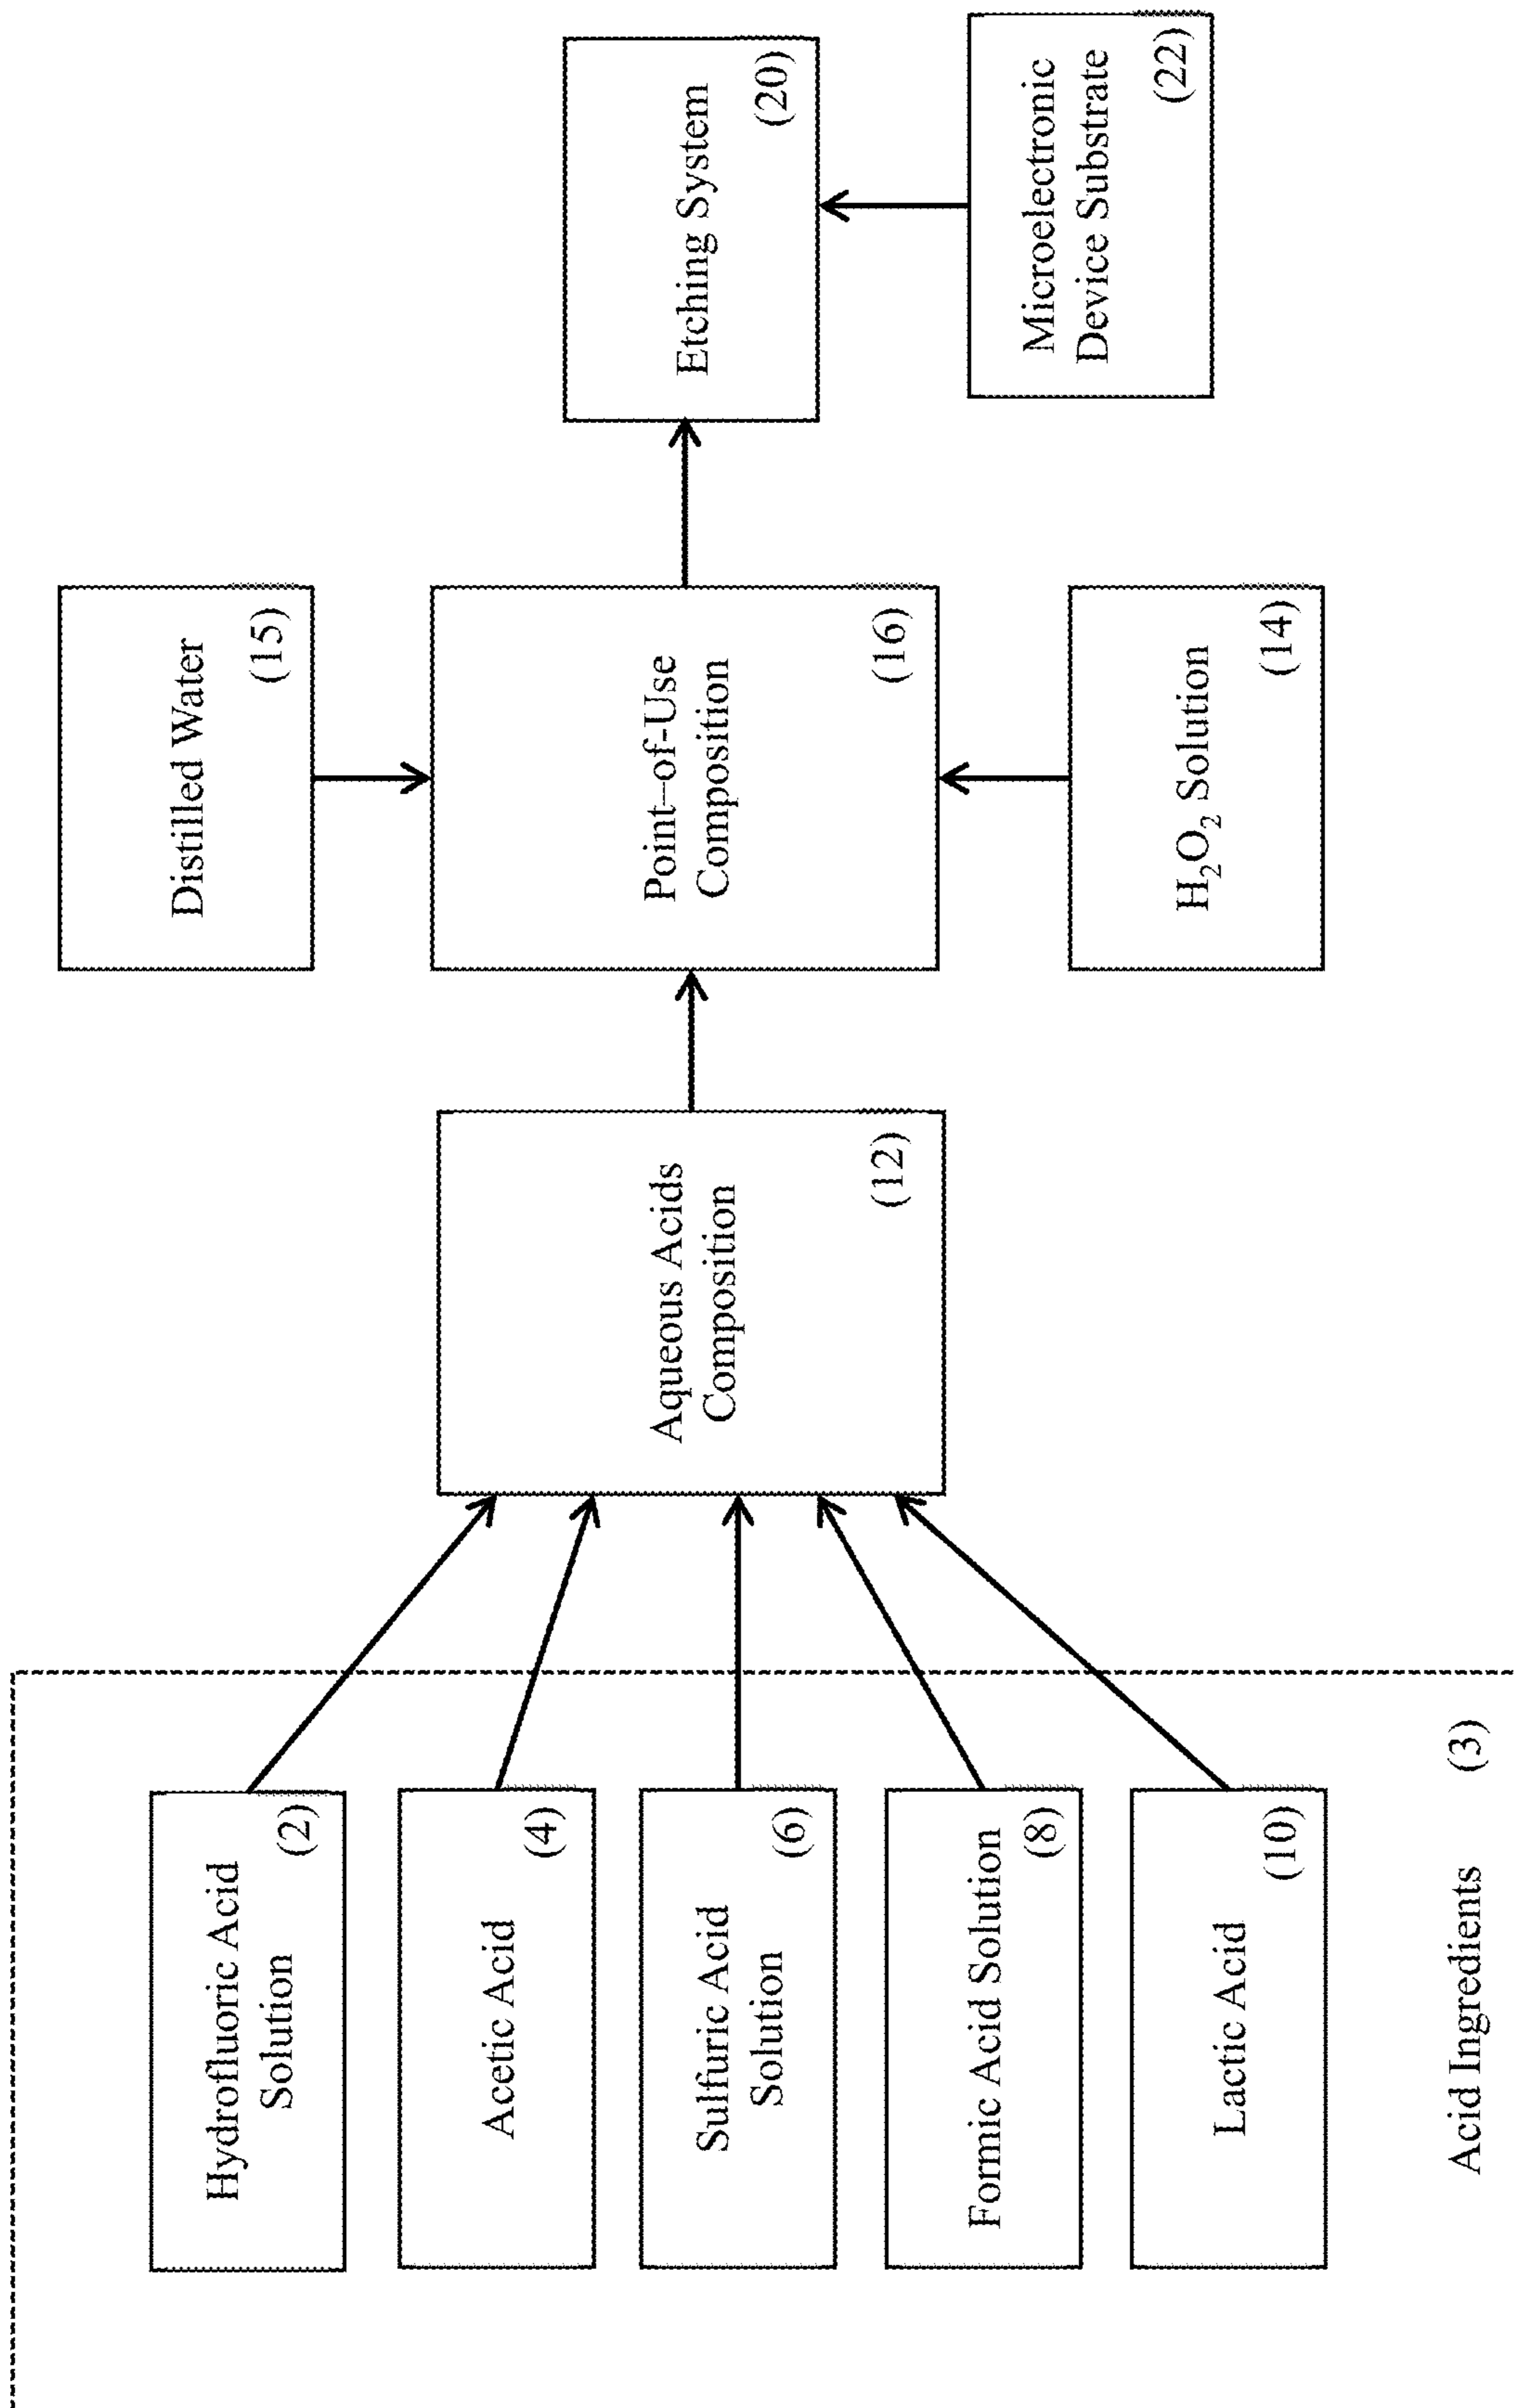 Hydrofluoric Acid
Solution
(2)
Acetic Acid
(4)
Sulfuric Acid
Solution
(6)
Formic Acid Solution
(8)
Lactic Acid
(10)
Acid Ingredients (3)
Aqueous Acids
Composition
(12)
Distilled Water
(15)
Point–of-Use
Composition
(16)
H₂O₂ Solution
(14)
Etching System
(20)
Microelectronic
Device Substrate
(22)